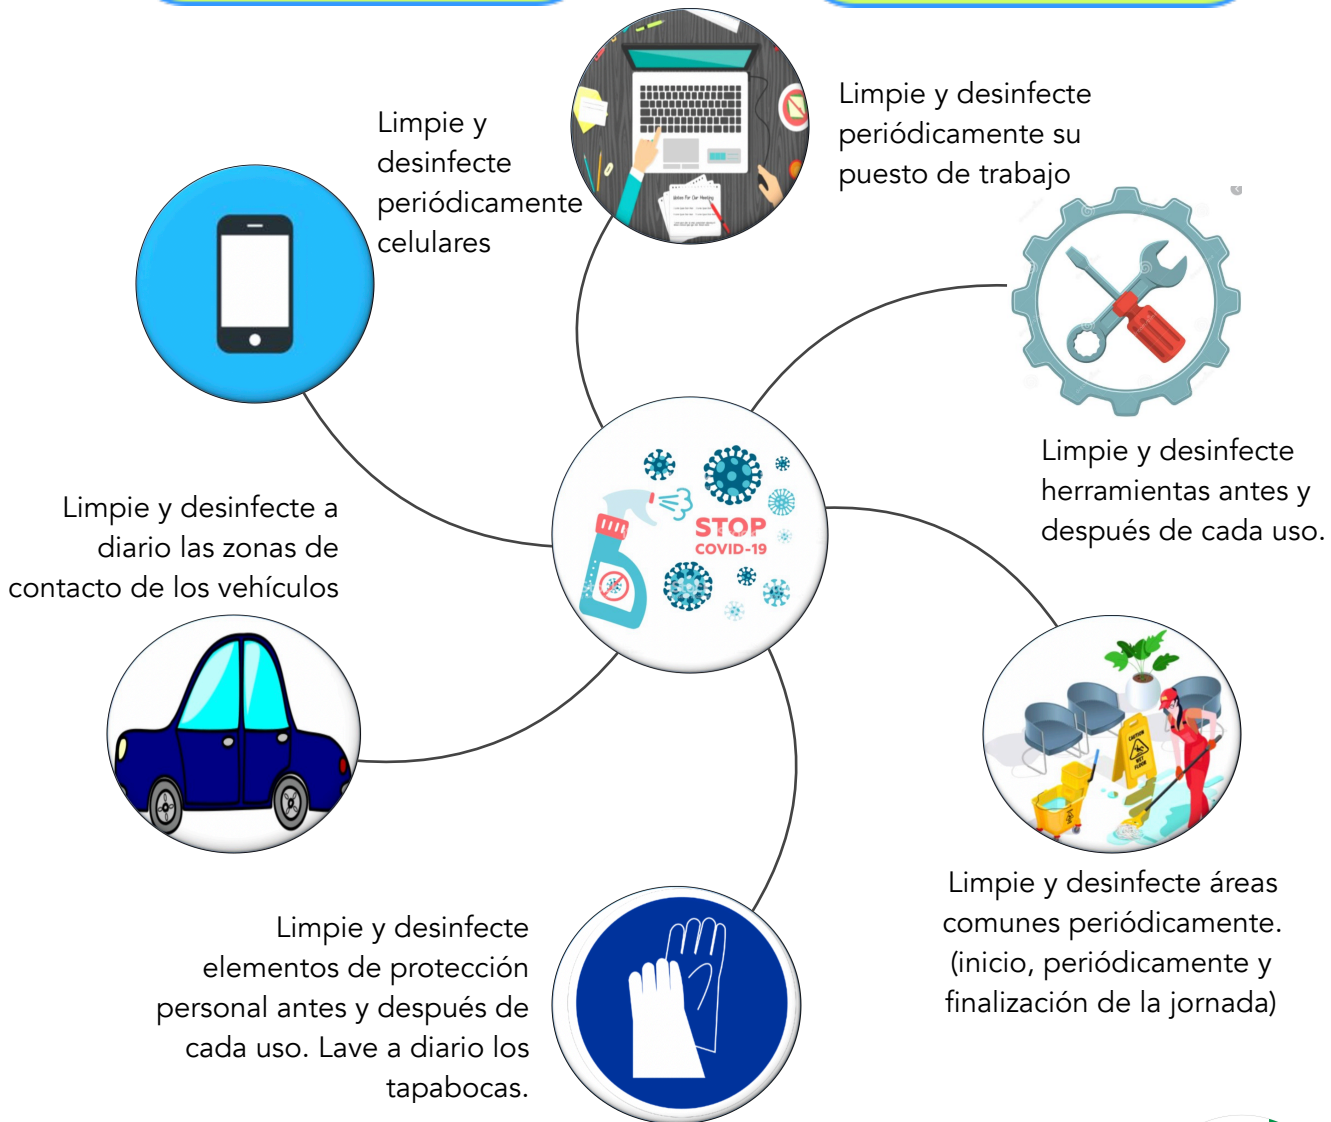 Limpie y
desinfecte
periódicamente
celulares
Limpie y desinfecte
periódicamente su
puesto de trabajo
Limpie y desinfecte
herramientas antes y
después de cada uso.
STOP
COVID-19
Limpie y desinfecte a
diario las zonas de
contacto de los vehículos
CAUTION
WET
FLOOR
Limpie y desinfecte áreas
comunes periódicamente.
(inicio, periódicamente y
finalización de la jornada)
Limpie y desinfecte
elementos de protección
personal antes y después de
cada uso. Lave a diario los
tapabocas.